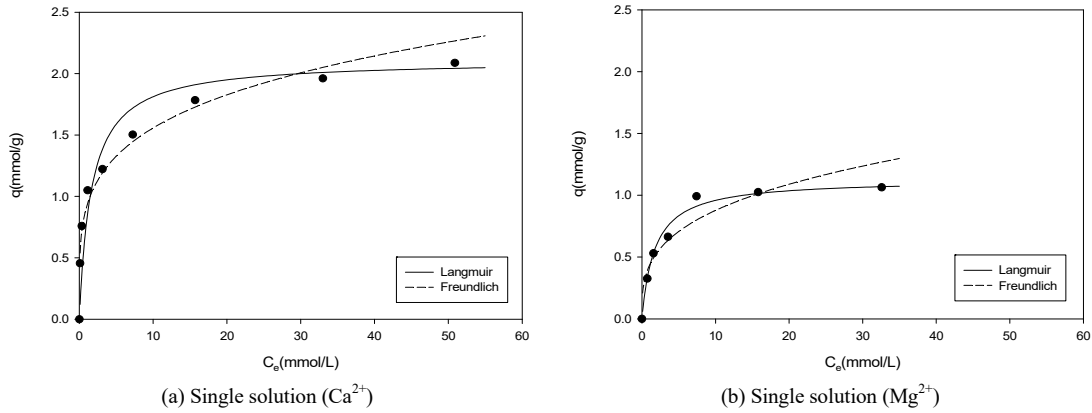 2.5
2.0
1.5
1.0
0.5
0.0
q(mmol/g)
0 10 20 30 40 50 60
Cₑ(mmol/L)
Langmuir
Freundlich
(a) Single solution (Ca²⁺)
2.5
2.0
1.5
1.0
0.5
0.0
q(mmol/g)
0 10 20 30 40 50 60
Cₑ(mmol/L)
Langmuir
Freundlich
(b) Single solution (Mg²⁺)